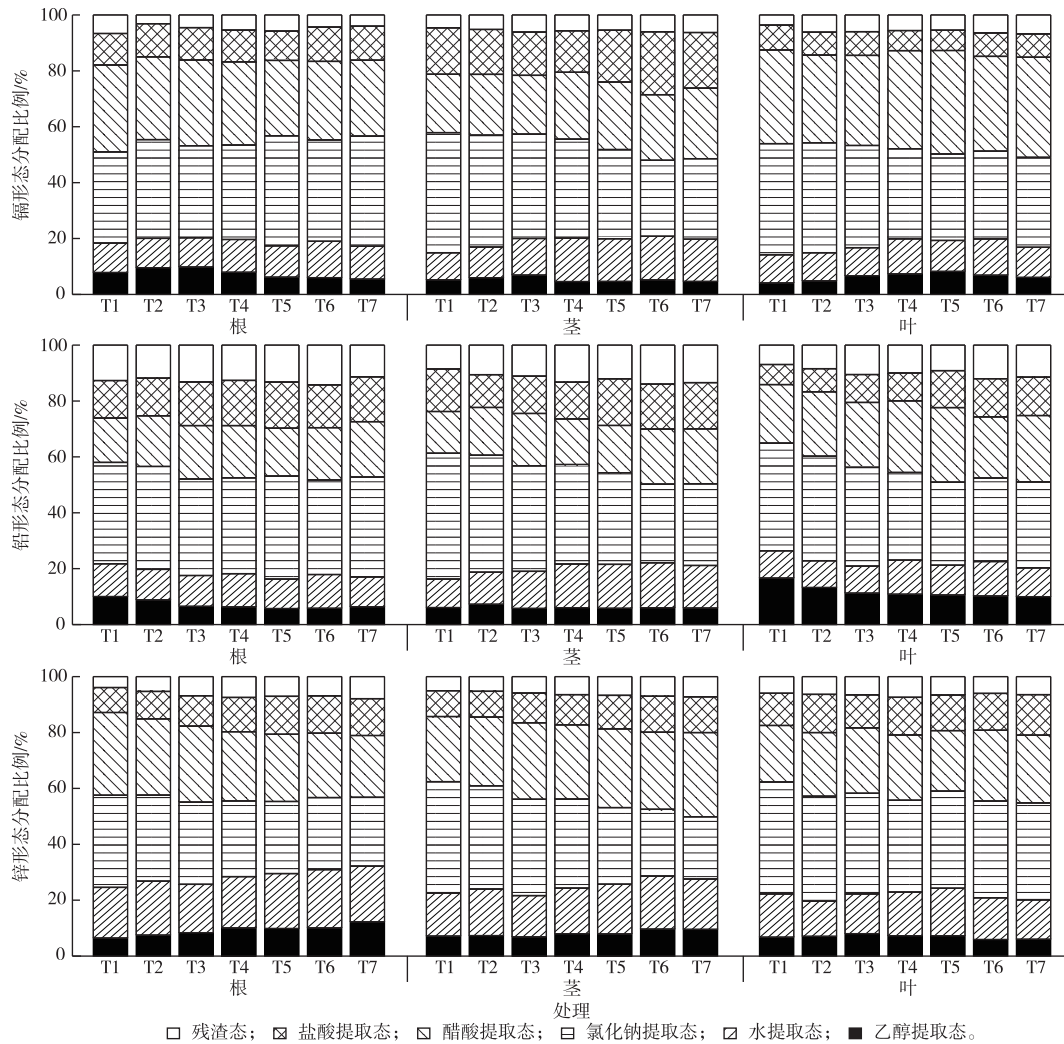 镉形态分配比例/%
100
80
60
40
20
0
T1 T2 T3 T4 T5 T6 T7 T1 T2 T3 T4 T5 T6 T7 T1 T2 T3 T4 T5 T6 T7
根 茎 叶
铅形态分配比例/%
100
80
60
40
20
0
T1 T2 T3 T4 T5 T6 T7 T1 T2 T3 T4 T5 T6 T7 T1 T2 T3 T4 T5 T6 T7
根 茎 叶
锌形态分配比例/%
100
80
60
40
20
0
T1 T2 T3 T4 T5 T6 T7 T1 T2 T3 T4 T5 T6 T7 T1 T2 T3 T4 T5 T6 T7
根 茎 叶
处理
残渣态; 盐酸提取态; 醋酸提取态; 氯化钠提取态; 水提取态; 乙醇提取态。